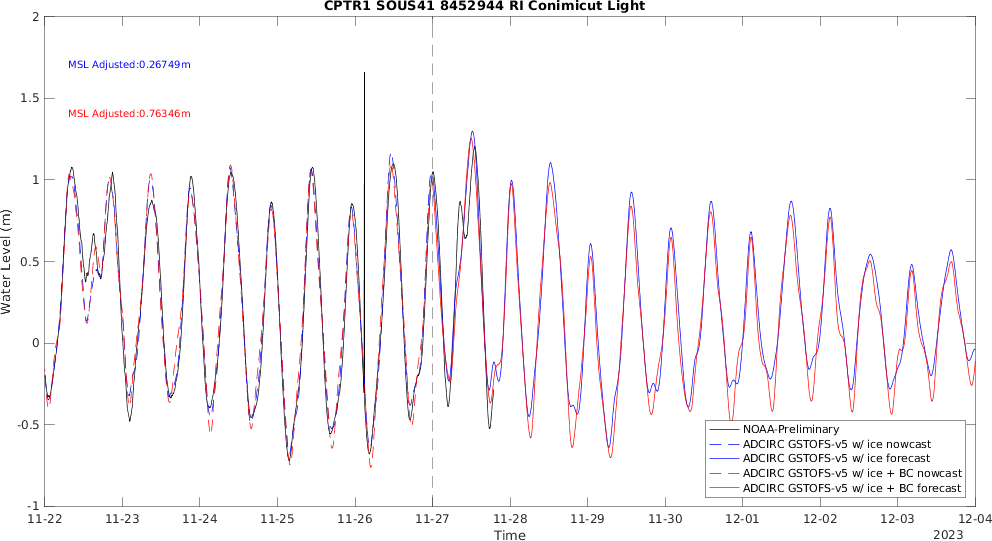 CPTR1 SOUS41 8452944 RI Conimicut Light
MSL Adjusted:0.26749m
MSL Adjusted:0.76346m
Water Level (m)
2
1.5
1
0.5
0
-0.5
-1
NOAA-Preliminary
ADCIRC GSTOFS-v5 w/ ice nowcast
ADCIRC GSTOFS-v5 w/ ice forecast
ADCIRC GSTOFS-v5 w/ ice + BC nowcast
ADCIRC GSTOFS-v5 w/ ice + BC forecast
11-22 11-23 11-24 11-25 11-26 11-27 11-28 11-29 11-30 12-01 12-02 12-03 12-04
Time
2023